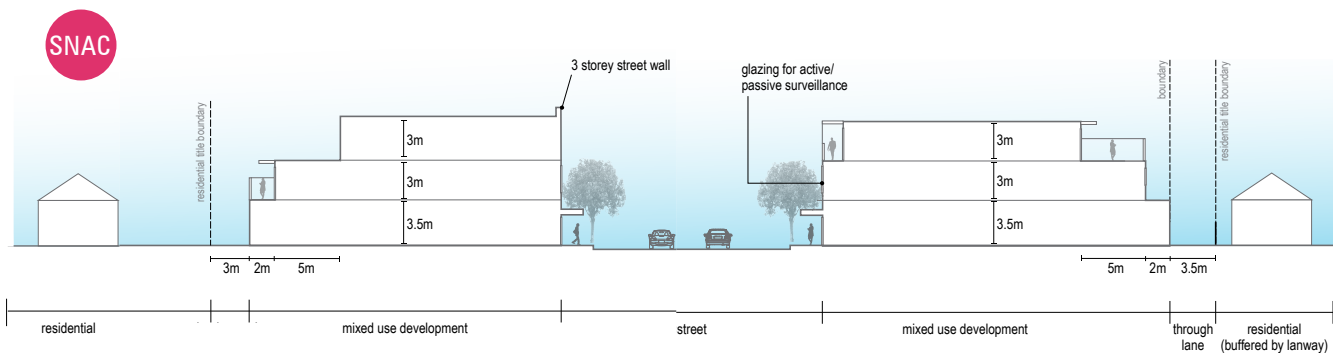 SNAC
3 storey street wall
glazing for active/
passive surveillance
residential title boundary
boundary
residential title boundary
3m
3m
3.5m
3m
3m
3.5m
3m
2m
5m
5m
2m
3.5m
residential
mixed use development
street
mixed use development
through
lane
residential
(buffered by lanway)